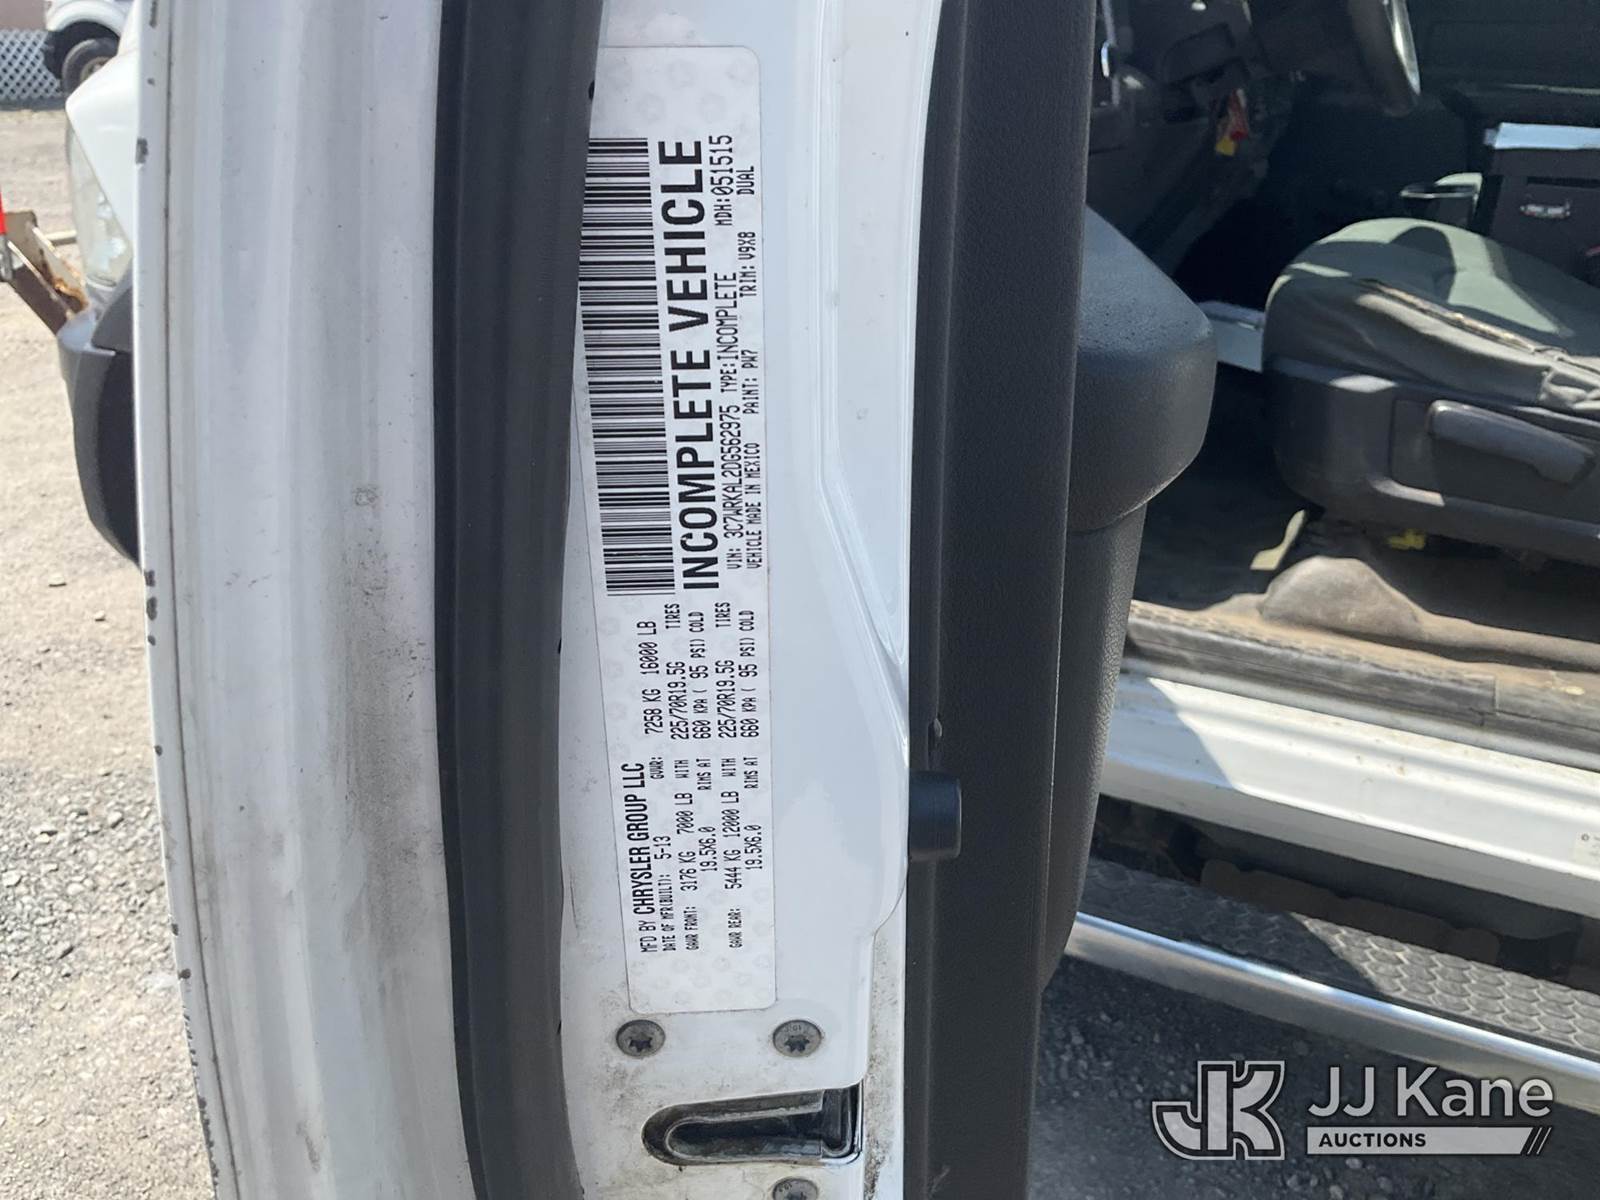 MFD BY CHRYSLER GROUP LLC
DATE OF MFR(BUILT): 5-13 GVWR: 7258 KG 16000 LB
GAWR FRONT: 3176 KG 7000 LB WITH 225/70R19.5G TIRES
19.5X6.0 RIMS AT 660 KPA ( 95 PSI) COLD
GAWR REAR: 5444 KG 12000 LB WITH 225/70R19.5G TIRES
19.5X6.0 RIMS AT 660 KPA ( 95 PSI) COLD
INCOMPLETE VEHICLE
MDH:051515
VIN: 3C7WRKAL2DG562975 TYPE:INCOMPLETE DUAL
VEHICLE MADE IN MEXICO PAINT: PW7 TRIM: V9X8
JK JJ Kane
AUCTIONS